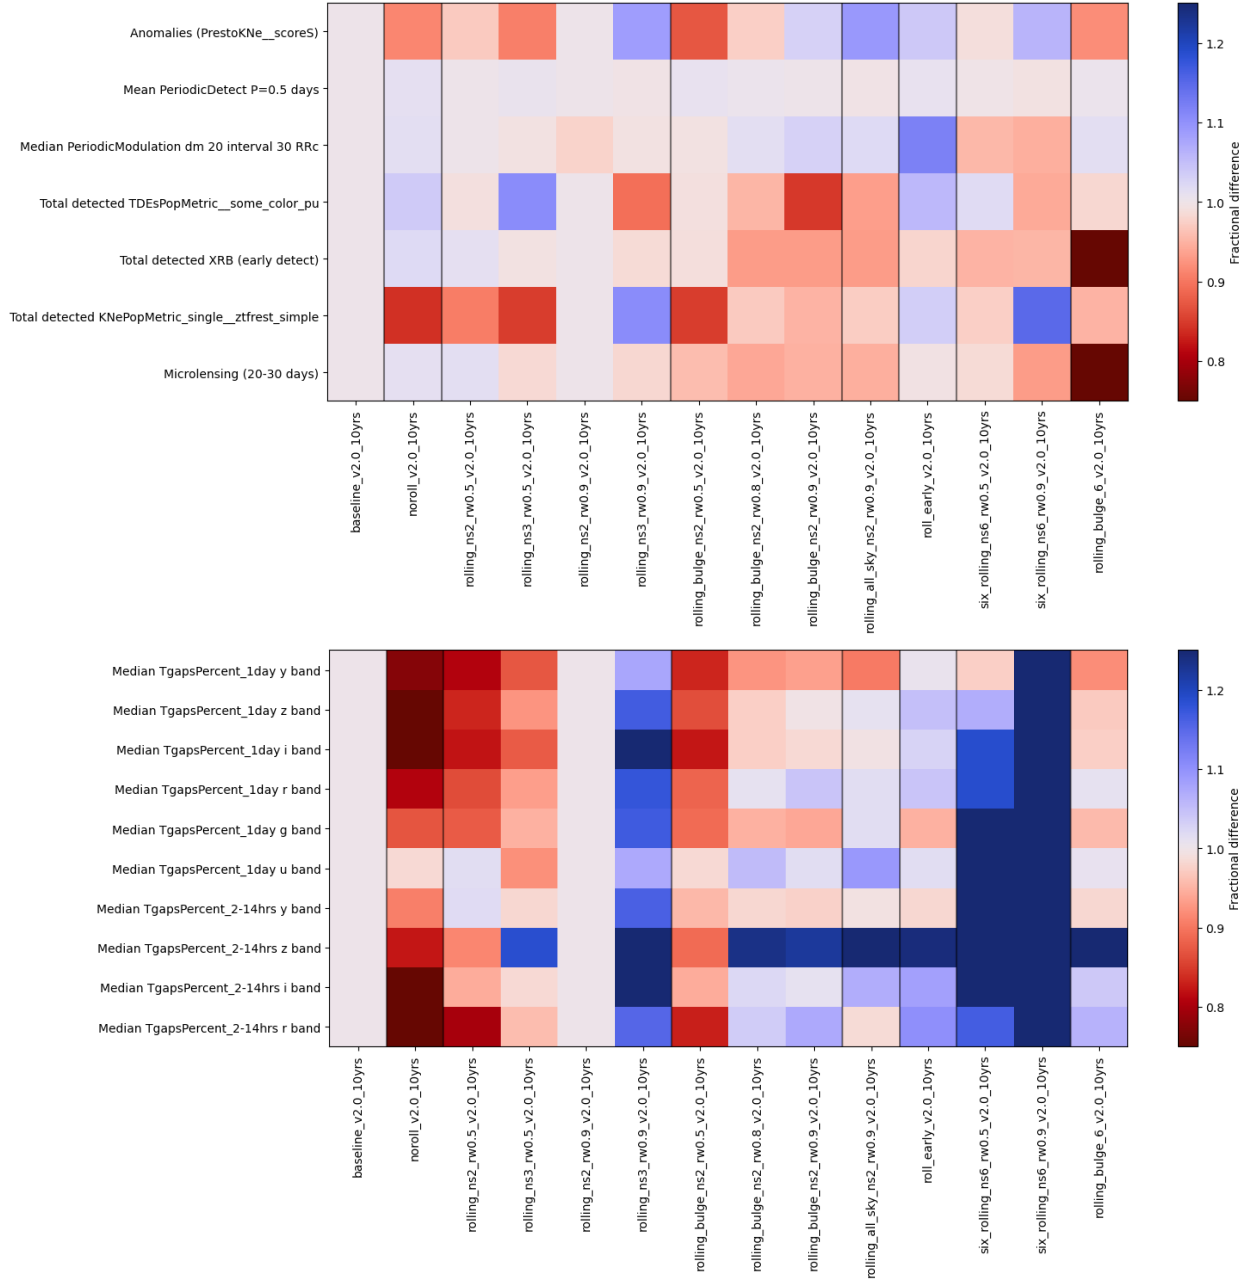 Anomalies (PrestoKNe__scoreS)
Mean PeriodicDetect P=0.5 days
Median PeriodicModulation dm 20 interval 30 RRc
Total detected TDEsPopMetric__some_color_pu
Total detected XRB (early detect)
Total detected KNePopMetric_single__ztfrest_simple
Microlensing (20-30 days)
baseline_v2.0_10yrs
noroll_v2.0_10yrs
rolling_ns2_rw0.5_v2.0_10yrs
rolling_ns3_rw0.5_v2.0_10yrs
rolling_ns2_rw0.9_v2.0_10yrs
rolling_ns3_rw0.9_v2.0_10yrs
rolling_bulge_ns2_rw0.5_v2.0_10yrs
rolling_bulge_ns2_rw0.8_v2.0_10yrs
rolling_bulge_ns2_rw0.9_v2.0_10yrs
rolling_all_sky_ns2_rw0.9_v2.0_10yrs
roll_early_v2.0_10yrs
six_rolling_ns6_rw0.5_v2.0_10yrs
six_rolling_ns6_rw0.9_v2.0_10yrs
rolling_bulge_6_v2.0_10yrs
1.2
1.1
1.0
0.9
0.8
Fractional difference
Median TgapsPercent_1day y band
Median TgapsPercent_1day z band
Median TgapsPercent_1day i band
Median TgapsPercent_1day r band
Median TgapsPercent_1day g band
Median TgapsPercent_1day u band
Median TgapsPercent_2-14hrs y band
Median TgapsPercent_2-14hrs z band
Median TgapsPercent_2-14hrs i band
Median TgapsPercent_2-14hrs r band
baseline_v2.0_10yrs
noroll_v2.0_10yrs
rolling_ns2_rw0.5_v2.0_10yrs
rolling_ns3_rw0.5_v2.0_10yrs
rolling_ns2_rw0.9_v2.0_10yrs
rolling_ns3_rw0.9_v2.0_10yrs
rolling_bulge_ns2_rw0.5_v2.0_10yrs
rolling_bulge_ns2_rw0.8_v2.0_10yrs
rolling_bulge_ns2_rw0.9_v2.0_10yrs
rolling_all_sky_ns2_rw0.9_v2.0_10yrs
roll_early_v2.0_10yrs
six_rolling_ns6_rw0.5_v2.0_10yrs
six_rolling_ns6_rw0.9_v2.0_10yrs
rolling_bulge_6_v2.0_10yrs
1.2
1.1
1.0
0.9
0.8
Fractional difference